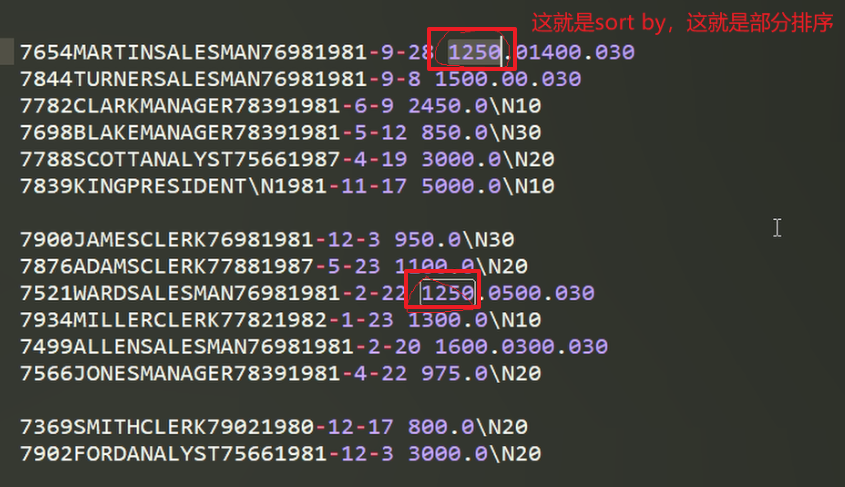 这就是sort by，这就是部分排序
7654MARTINSALESMAN76981981-9-28 1250.01400.030
7844TURNERSALESMAN76981981-9-8 1500.00.030
7782CLARKMANAGER78391981-6-9 2450.0\N10
7698BLAKEMANAGER78391981-5-12 850.0\N30
7788SCOTTANALYST75661987-4-19 3000.0\N20
7839KINGPRESIDENT\N1981-11-17 5000.0\N10
7900JAMESCLERK76981981-12-3 950.0\N30
7876ADAMSCLERK77881987-5-23 1100.0\N20
7521WARDSALESMAN76981981-2-22 1250.0500.030
7934MILLERCLERK77821982-1-23 1300.0\N10
7499ALLENSALESMAN76981981-2-20 1600.0300.030
7566JONESMANAGER78391981-4-22 975.0\N20
7369SMITHCLERK79021980-12-17 800.0\N20
7902FORDANALYST75661981-12-3 3000.0\N20